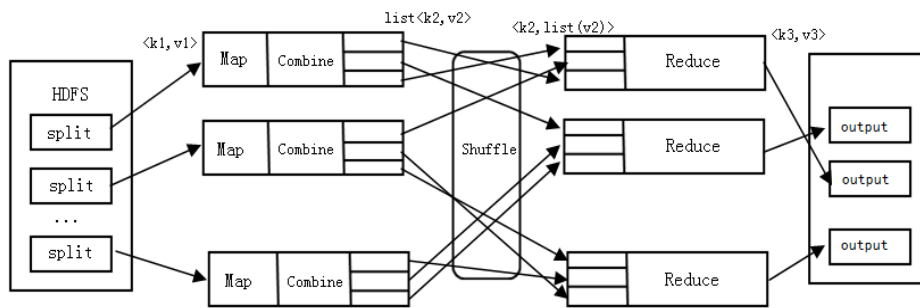 <k1,v1>
list<k2,v2>
<k2,list(v2)>
<k3,v3>
HDFS
split
split
...
split
Map
Combine
Map
Combine
Map
Combine
Shuffle
Reduce
Reduce
Reduce
output
output
output